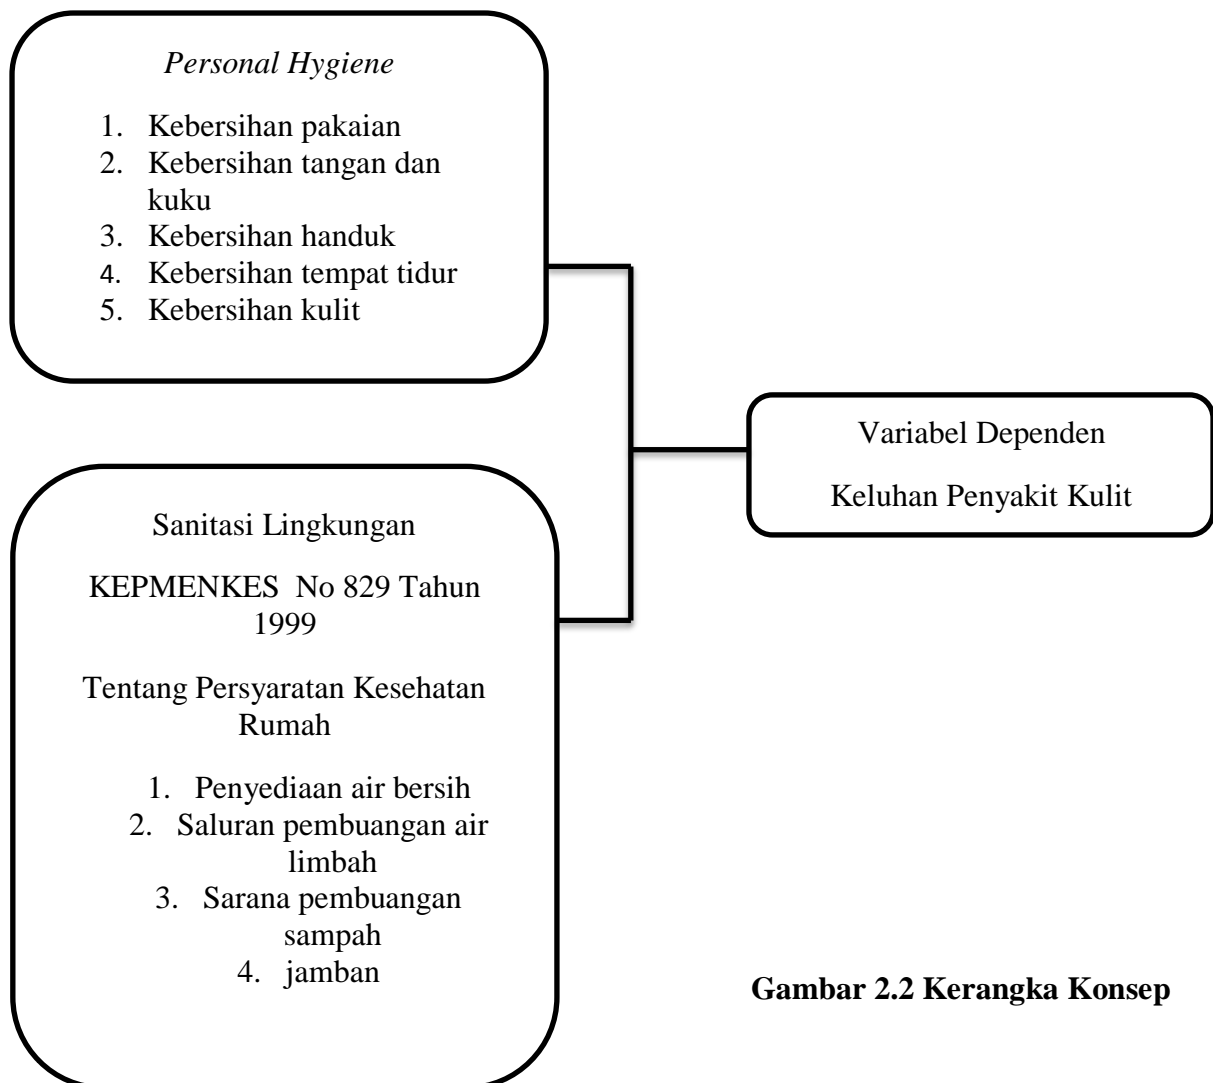 Personal Hygiene
1. Kebersihan pakaian
2. Kebersihan tangan dan
kuku
3. Kebersihan handuk
4. Kebersihan tempat tidur
5. Kebersihan kulit
Variabel Dependen
Keluhan Penyakit Kulit
Sanitasi Lingkungan
KEPMENKES No 829 Tahun
1999
Tentang Persyaratan Kesehatan
Rumah
1. Penyediaan air bersih
2. Saluran pembuangan air
limbah
3. Sarana pembuangan
sampah
4. jamban
Gambar 2.2 Kerangka Konsep